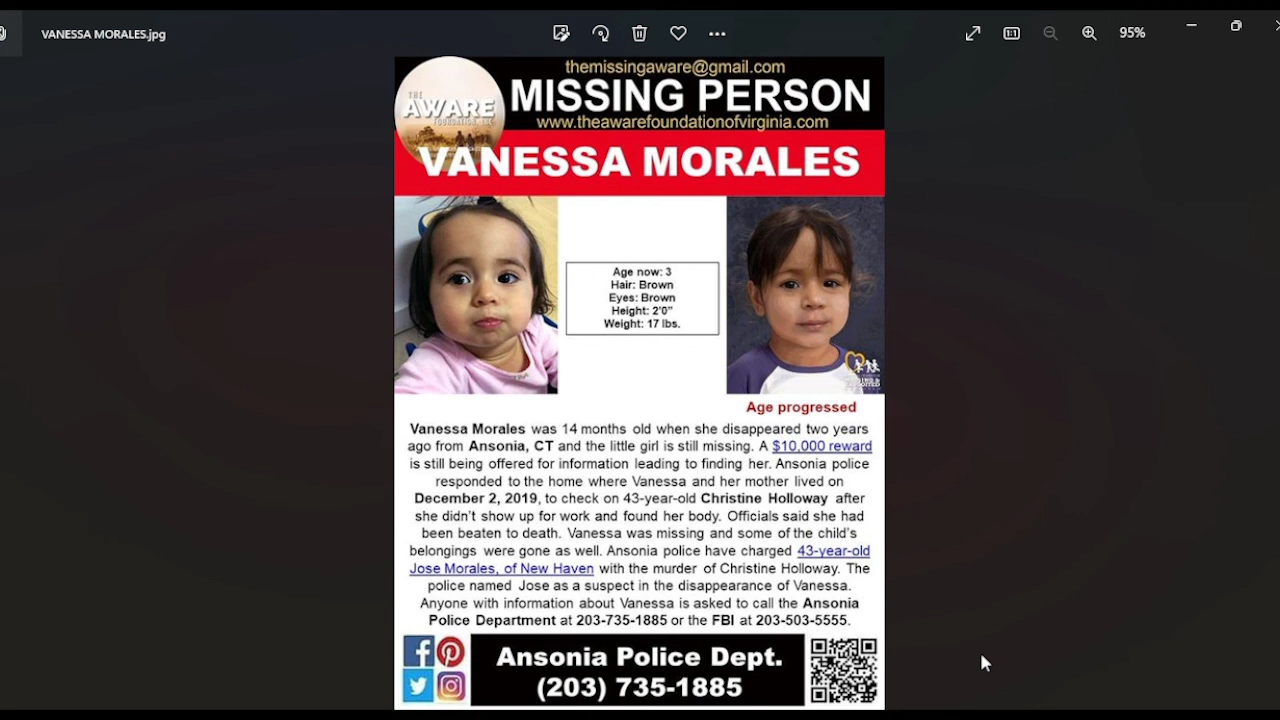 VANESSA MORALES.jpg
95%
themissingaware@gmail.com
THE
AWARE
FOUNDATION, INC.
MISSING PERSON
www.theawarefoundationofvirginia.com
VANESSA MORALES
Age now: 3
Hair: Brown
Eyes: Brown
Height: 2'0"
Weight: 17 lbs.
Age progressed
Vanessa Morales was 14 months old when she disappeared two years
ago from Ansonia, CT and the little girl is still missing. A $10,000 reward
is still being offered for information leading to finding her. Ansonia police
responded to the home where Vanessa and her mother lived on
December 2, 2019, to check on 43-year-old Christine Holloway after
she didn't show up for work and found her body. Officials said she had
been beaten to death. Vanessa was missing and some of the child's
belongings were gone as well. Ansonia police have charged 43-year-old
Jose Morales, of New Haven with the murder of Christine Holloway. The
police named Jose as a suspect in the disappearance of Vanessa.
Anyone with information about Vanessa is asked to call the Ansonia
Police Department at 203-735-1885 or the FBI at 203-503-5555.
Ansonia Police Dept.
(203) 735-1885